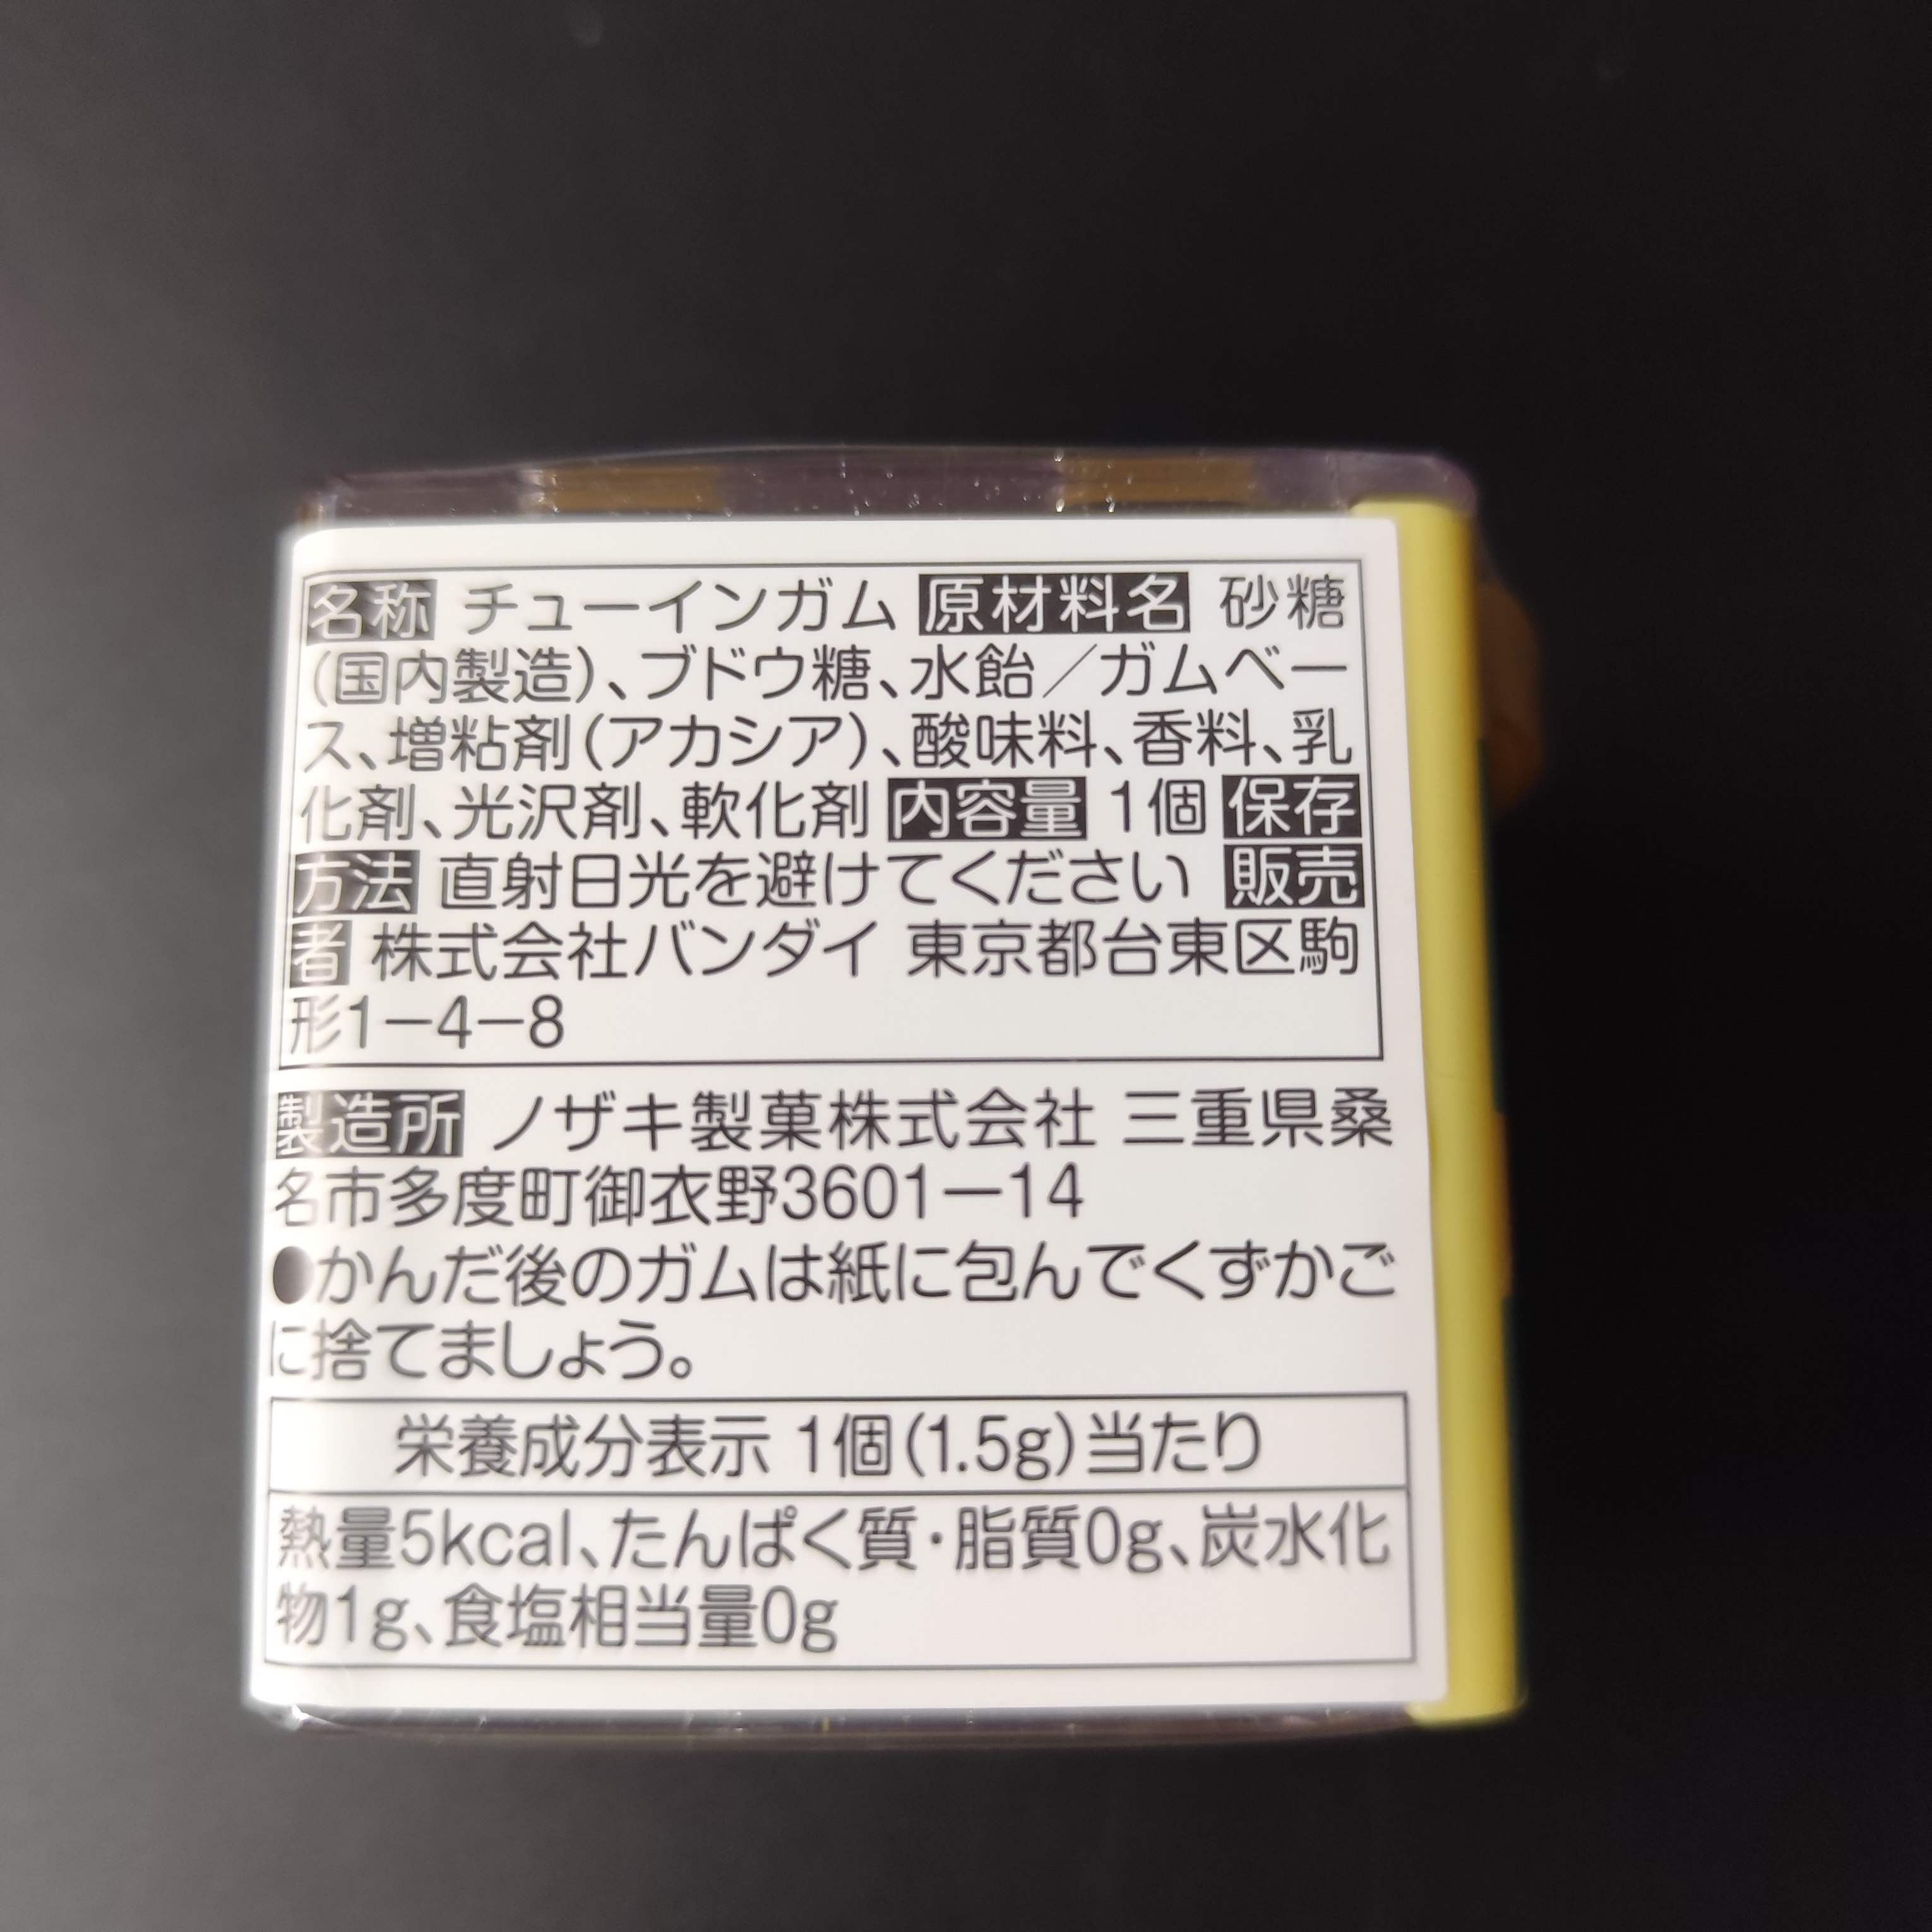 名称 チューインガム 原材料名 砂糖
(国内製造)、ブドウ糖、水飴／ガムベー
ス、増粘剤(アカシア)、酸味料、香料、乳
化剤、光沢剤、軟化剤 内容量 1個 保存
方法 直射日光を避けてください 販売
者 株式会社バンダイ 東京都台東区駒
形1−4−8
製造所 ノザキ製菓株式会社 三重県桑
名市多度町御衣野3601−14
●かんだ後のガムは紙に包んでくずかご
に捨てましょう。
栄養成分表示 1個(1.5g)当たり
熱量5kcal、たんぱく質・脂質0g、炭水化
物1g、食塩相当量0g